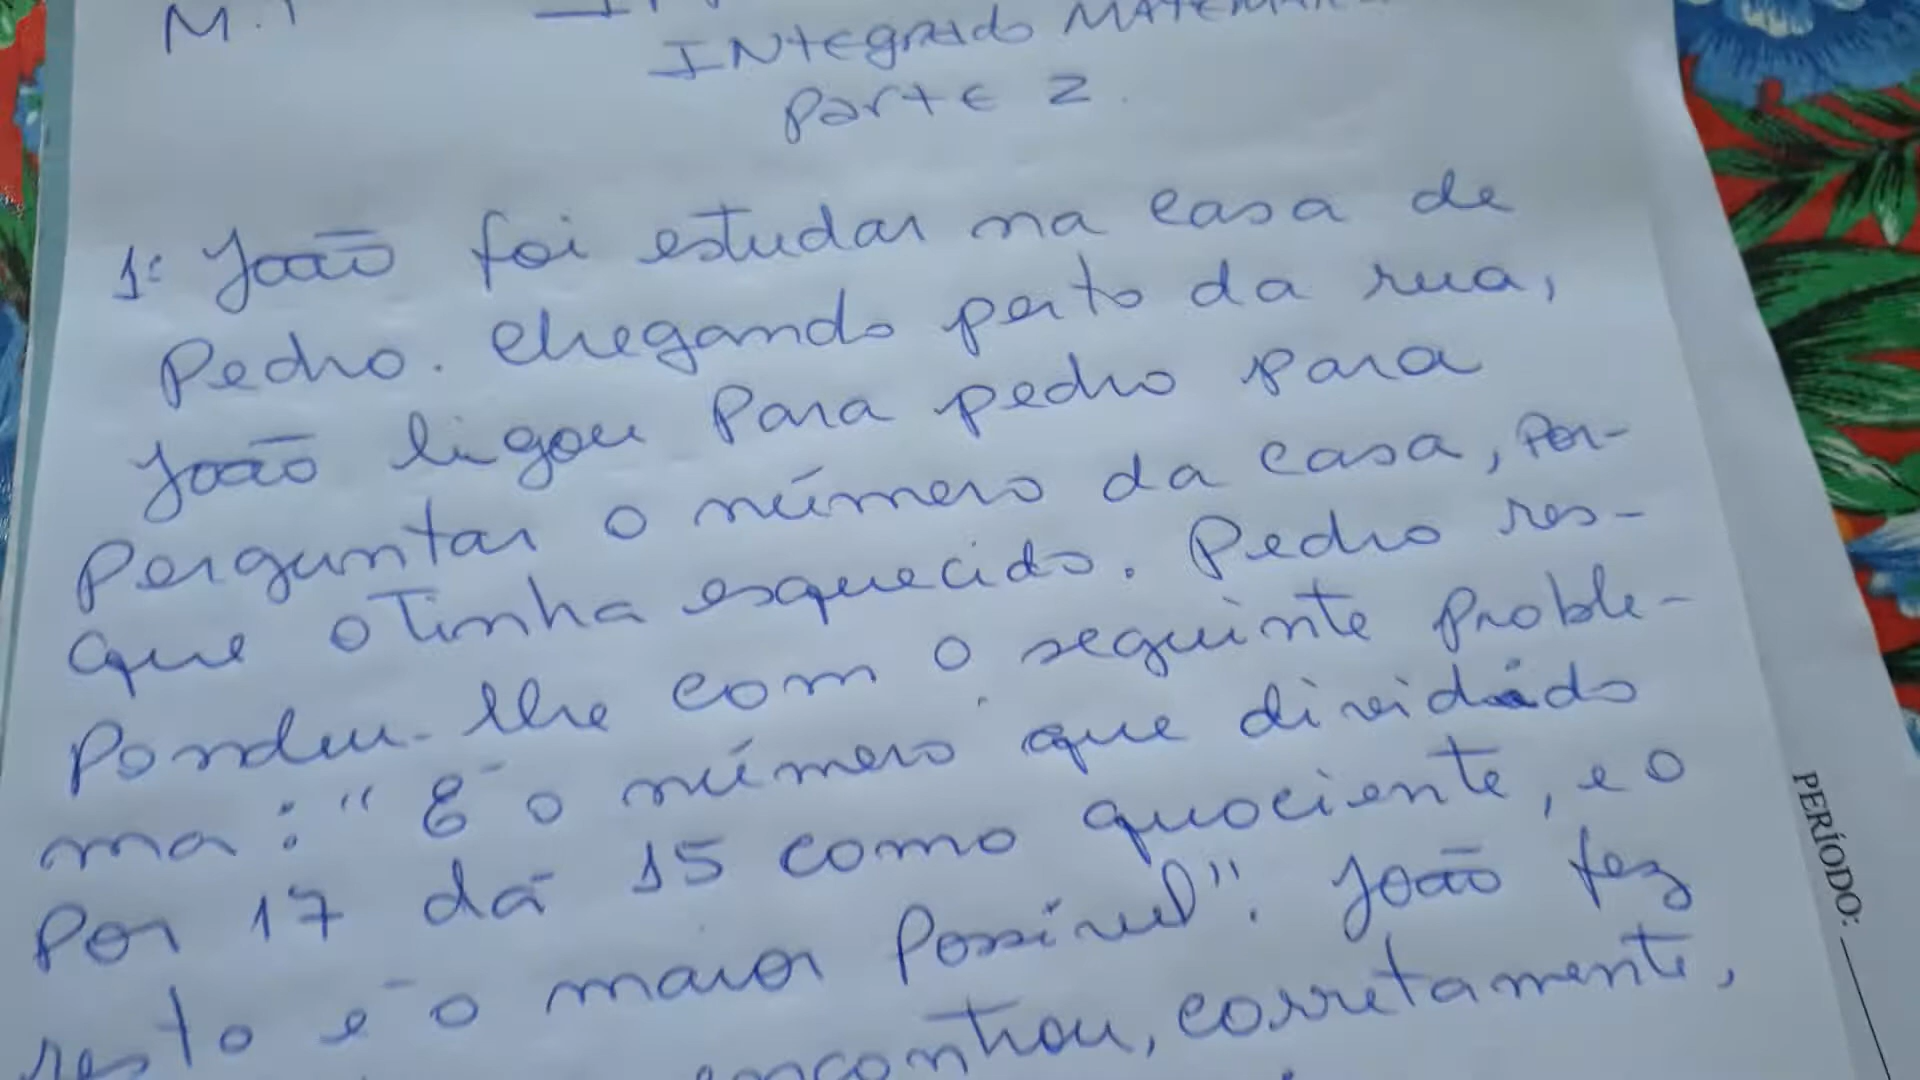 INtegrado
Parte 2
1: João foi estudar na casa de
Pedro. Chegando perto da rua,
João ligou Para pedro para
Perguntar o número da casa, Por-
que o tinha esquecido. Pedro res-
Pondeu-lhe com o seguinte Proble-
ma: "É o número que dividido
Por 17 dá 15 como quociente, e o
resto é o maior Possível". João fez
encontrou, corretamente,
PERÍODO: